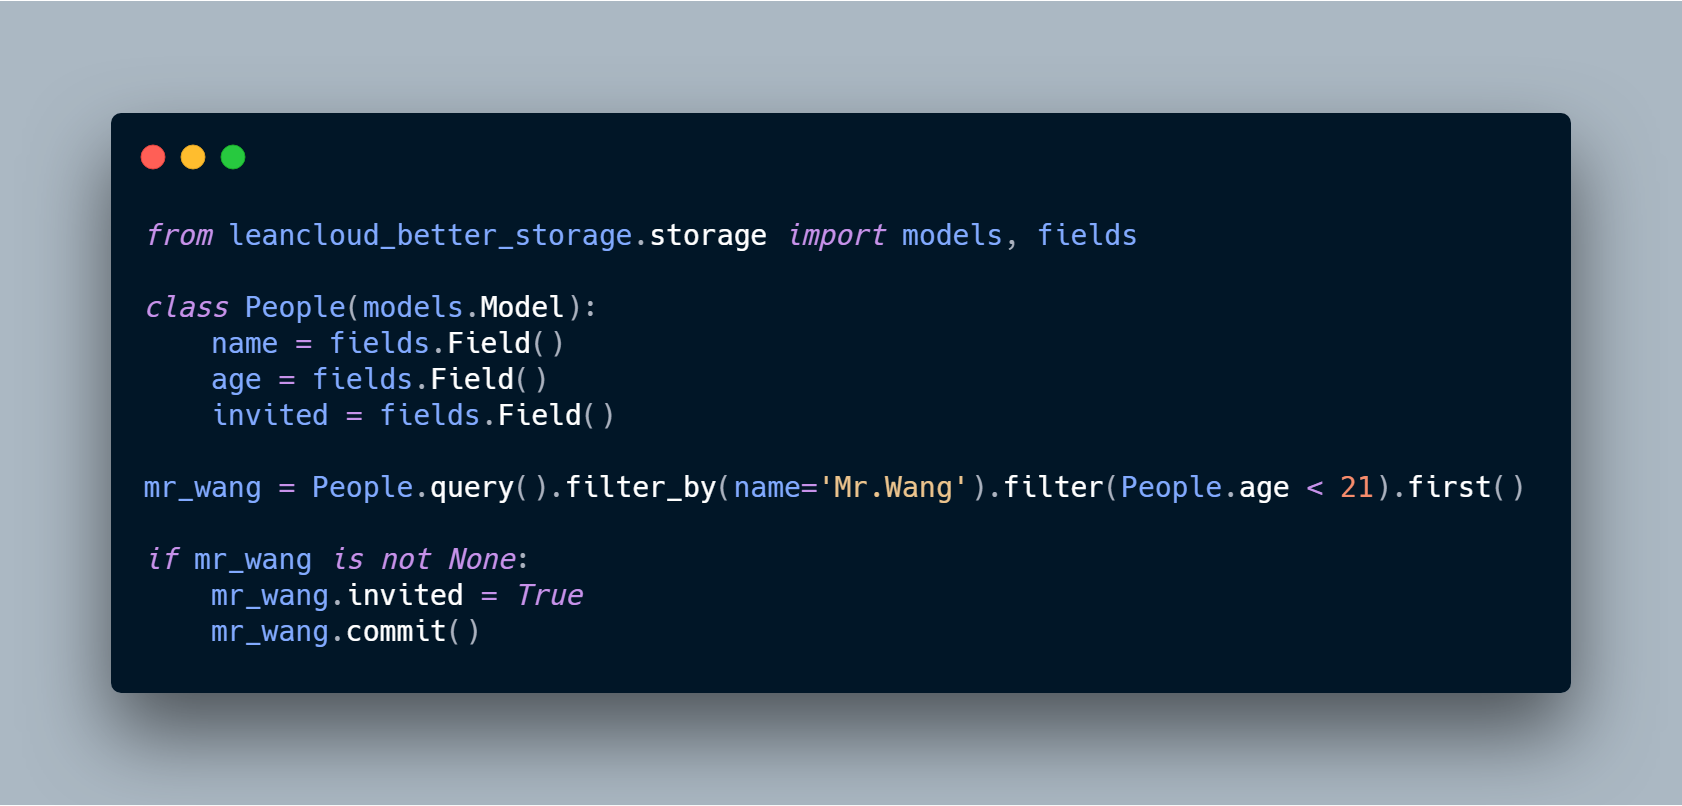 from leancloud_better_storage.storage import models, fields

class People(models.Model):
    name = fields.Field()
    age = fields.Field()
    invited = fields.Field()

mr_wang = People.query().filter_by(name='Mr.Wang').filter(People.age < 21).first()

if mr_wang is not None:
    mr_wang.invited = True
    mr_wang.commit()